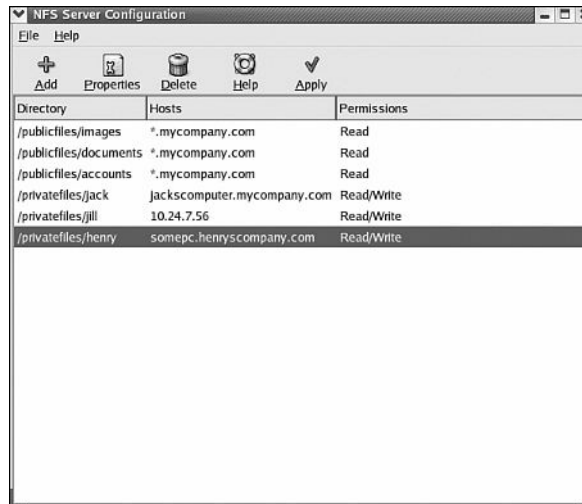 NFS Server Configuration
File Help
Add Properties Delete Help Apply
Directory Hosts Permissions
/publicfiles/images *.mycompany.com Read
/publicfiles/documents *.mycompany.com Read
/publicfiles/accounts *.mycompany.com Read
/privatefiles/jack jackscomputer.mycompany.com Read/Write
/privatefiles/jill 10.24.7.56 Read/Write
/privatefiles/henry somepc.henryscompany.com Read/Write